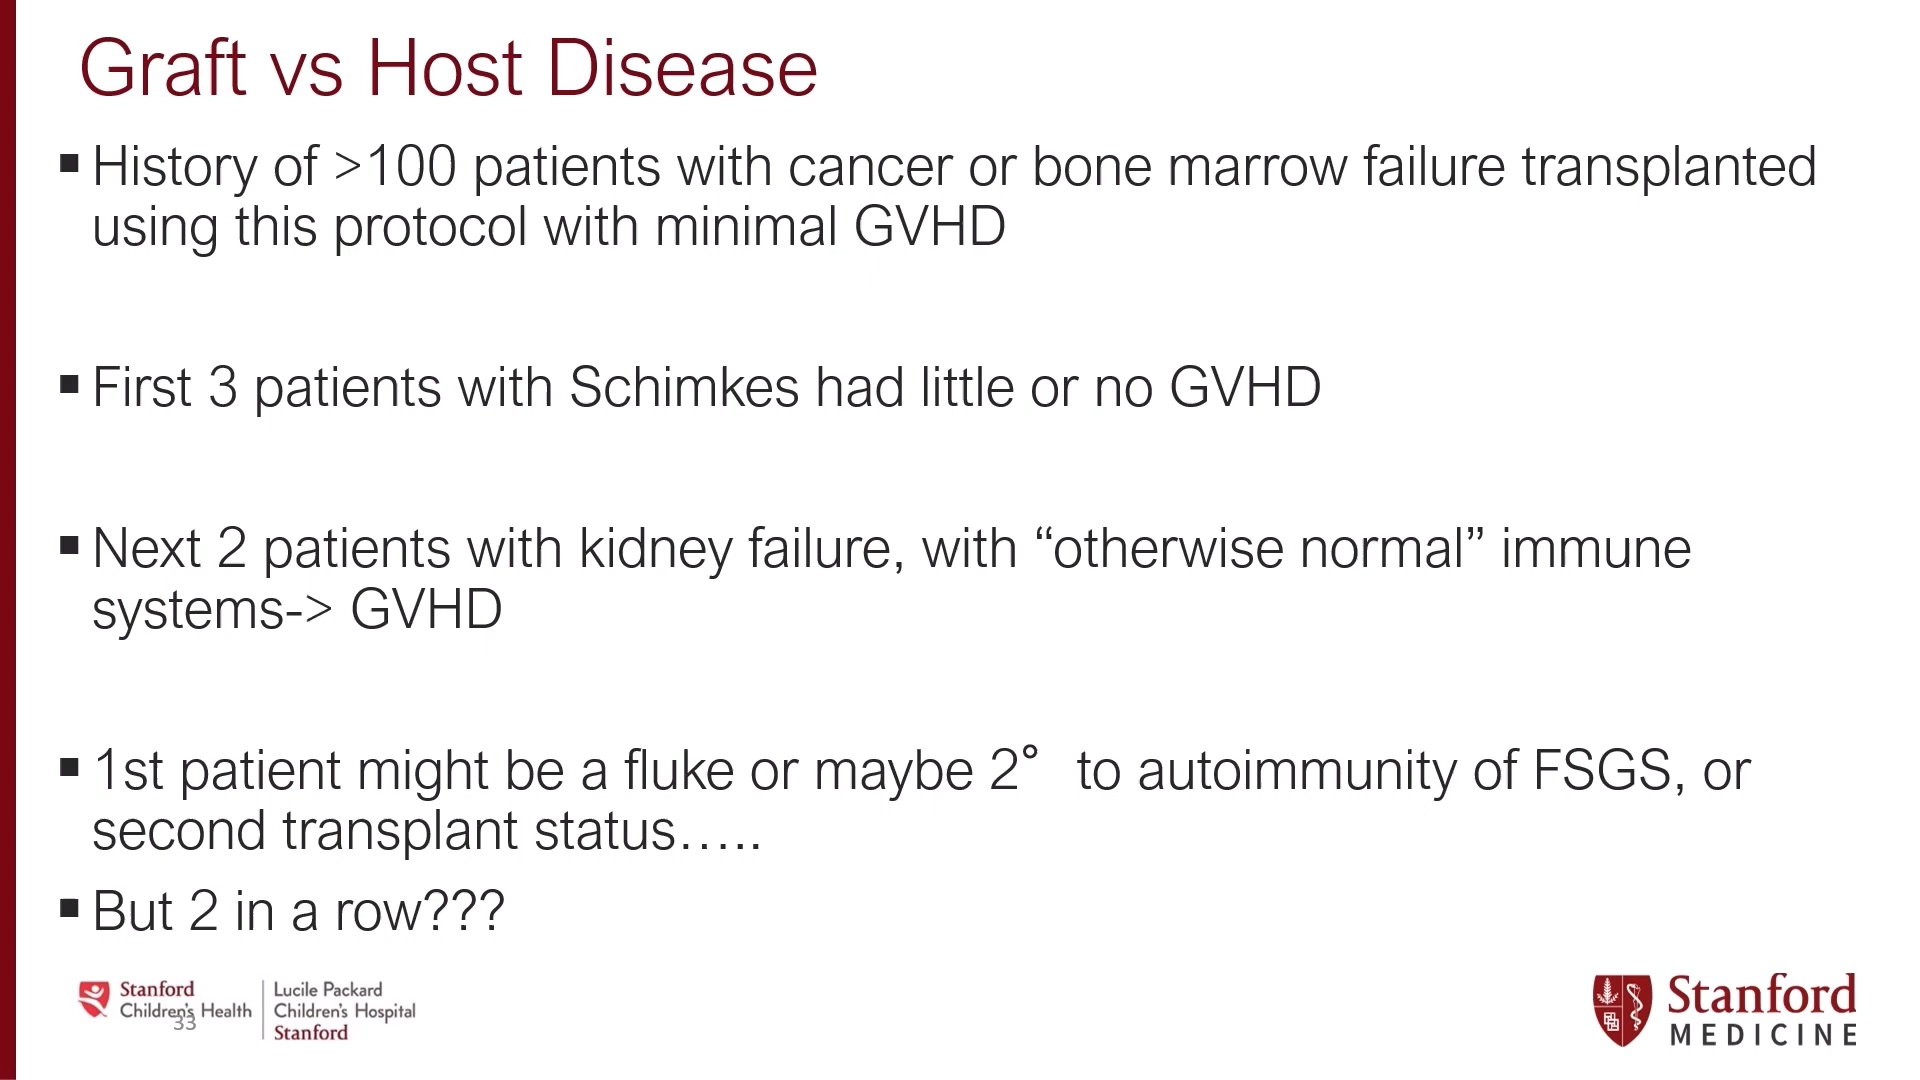 Graft vs Host Disease
▪ History of >100 patients with cancer or bone marrow failure transplanted
using this protocol with minimal GVHD
▪ First 3 patients with Schimkes had little or no GVHD
▪ Next 2 patients with kidney failure, with “otherwise normal” immune
systems-> GVHD
▪ 1st patient might be a fluke or maybe 2° to autoimmunity of FSGS, or
second transplant status…..
▪ But 2 in a row???
Stanford
Children's Health
33
Lucile Packard
Children's Hospital
Stanford
Stanford
MEDICINE